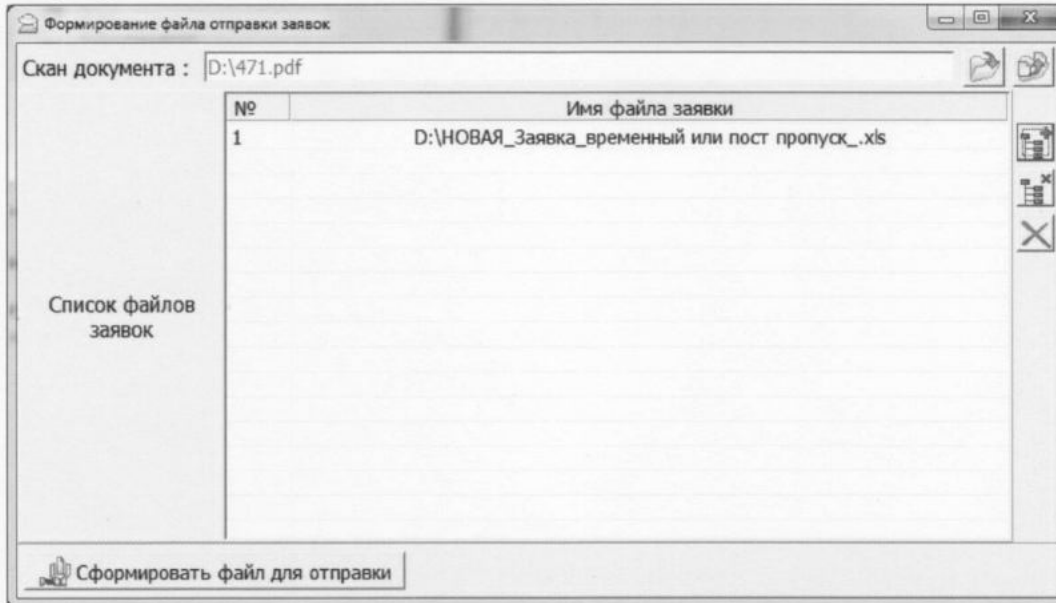 Формирование файла отправки заявок
Скан документа : D:\471.pdf
№ Имя файла заявки
1 D:\НОВАЯ_Заявка_временный или пост пропуск_.xls
Список файлов
заявок
Сформировать файл для отправки